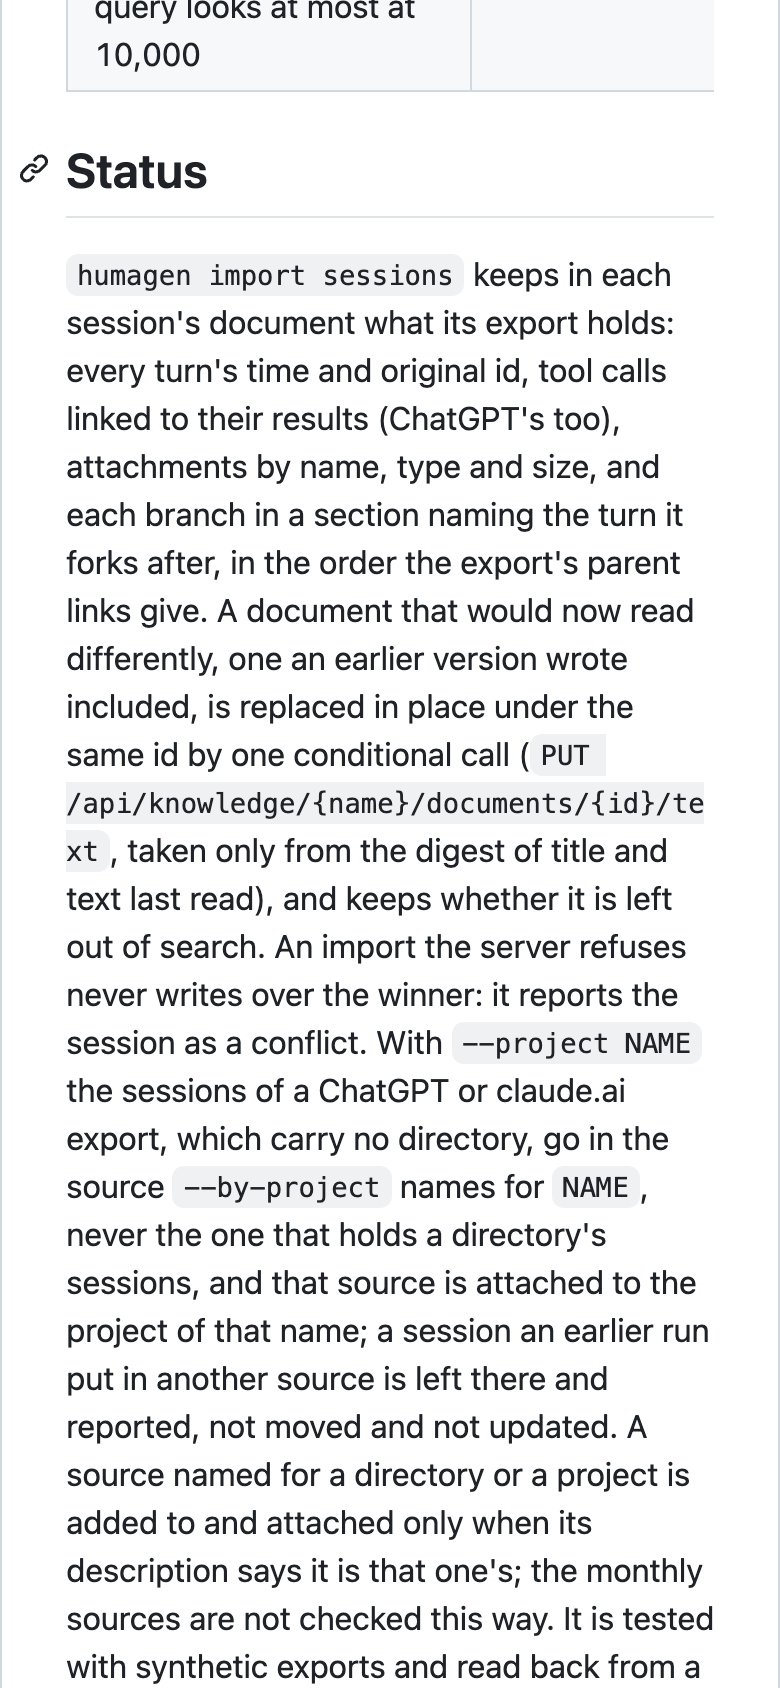 query looks at most at
10,000
Status
humagen import sessions keeps in each
session's document what its export holds:
every turn's time and original id, tool calls
linked to their results (ChatGPT's too),
attachments by name, type and size, and
each branch in a section naming the turn it
forks after, in the order the export's parent
links give. A document that would now read
differently, one an earlier version wrote
included, is replaced in place under the
same id by one conditional call ( PUT
/api/knowledge/{name}/documents/{id}/te
xt , taken only from the digest of title and
text last read), and keeps whether it is left
out of search. An import the server refuses
never writes over the winner: it reports the
session as a conflict. With --project NAME
the sessions of a ChatGPT or claude.ai
export, which carry no directory, go in the
source --by-project names for NAME ,
never the one that holds a directory's
sessions, and that source is attached to the
project of that name; a session an earlier run
put in another source is left there and
reported, not moved and not updated. A
source named for a directory or a project is
added to and attached only when its
description says it is that one's; the monthly
sources are not checked this way. It is tested
with synthetic exports and read back from a